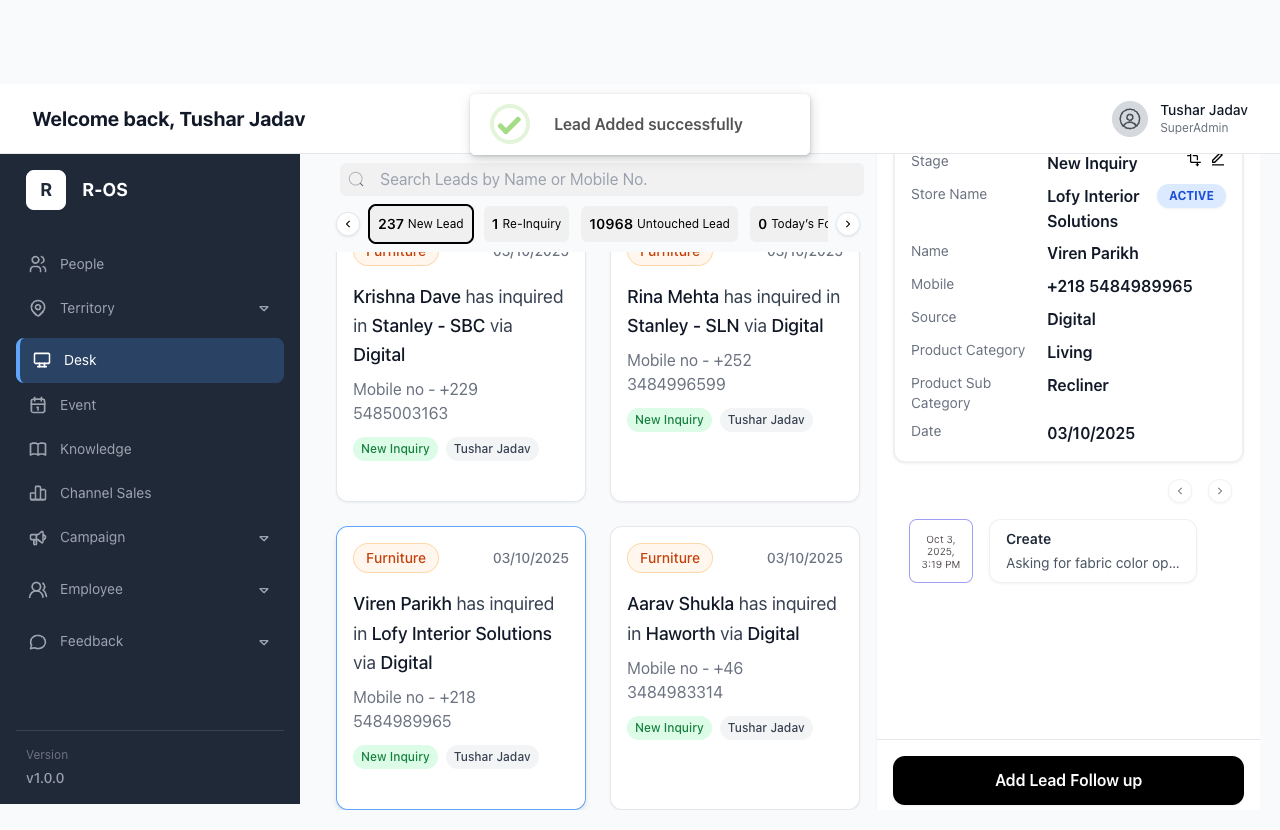 Welcome back, Tushar Jadav
Lead Added successfully
Tushar Jadav
SuperAdmin
R
R-OS
People
Territory
Desk
Event
Knowledge
Channel Sales
Campaign
Employee
Feedback
Version
v1.0.0
Search Leads by Name or Mobile No.
237 New Lead
1 Re-Inquiry
10968 Untouched Lead
0 Today's Fo
Furniture
03/10/2025
Krishna Dave has inquired
in Stanley - SBC via
Digital
Mobile no - +229
5485003163
New Inquiry
Tushar Jadav
Furniture
03/10/2025
Rina Mehta has inquired in
Stanley - SLN via Digital
Mobile no - +252
3484996599
New Inquiry
Tushar Jadav
Furniture
03/10/2025
Viren Parikh has inquired
in Lofy Interior Solutions
via Digital
Mobile no - +218
5484989965
New Inquiry
Tushar Jadav
Furniture
03/10/2025
Aarav Shukla has inquired
in Haworth via Digital
Mobile no - +46
3484983314
New Inquiry
Tushar Jadav
Stage
New Inquiry
Store Name
Lofy Interior
Solutions
ACTIVE
Name
Viren Parikh
Mobile
+218 5484989965
Source
Digital
Product Category
Living
Product Sub
Category
Recliner
Date
03/10/2025
Oct 3,
2025,
3:19 PM
Create
Asking for fabric color op...
Add Lead Follow up